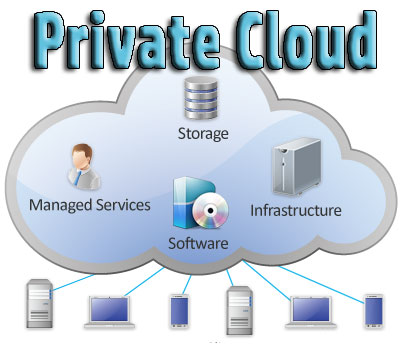 Private Cloud
Storage
Managed Services
Infrastructure
Software